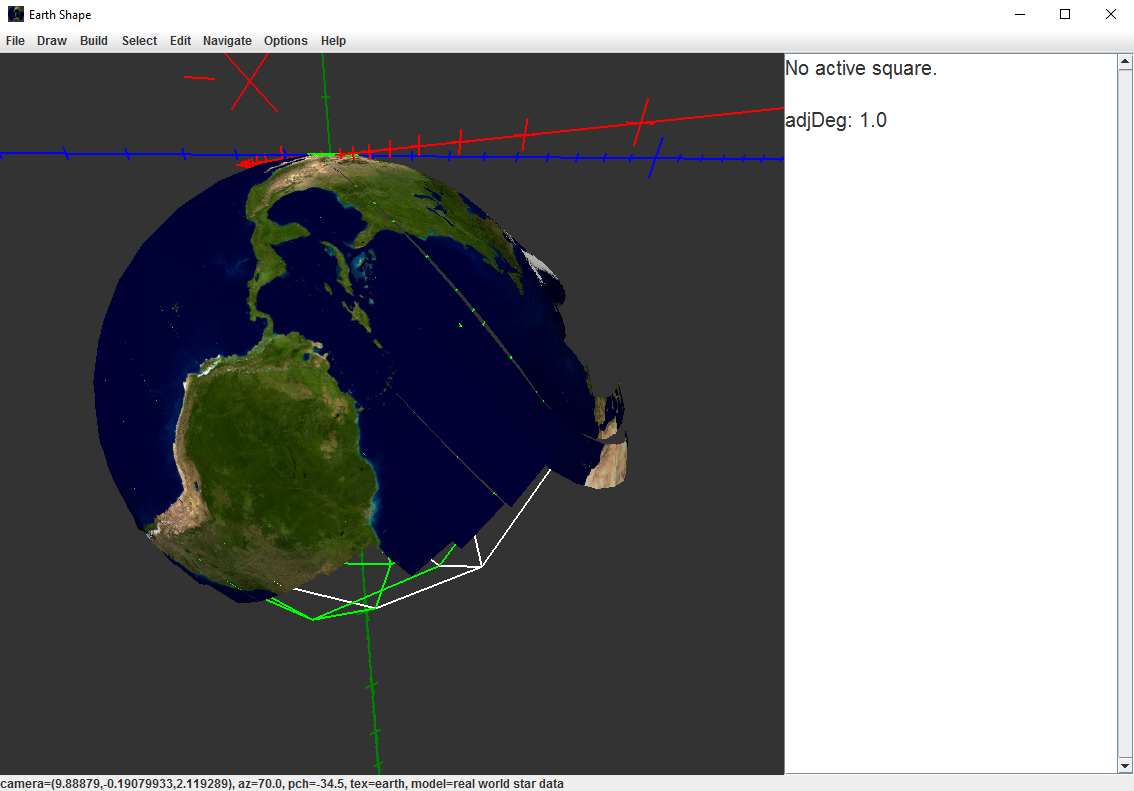 Earth Shape
File Draw Build Select Edit Navigate Options Help
No active square.
adjDeg: 1.0
camera=(9.88879,-0.19079933,2.119289), az=70.0, pch=-34.5, tex=earth, model=real world star data